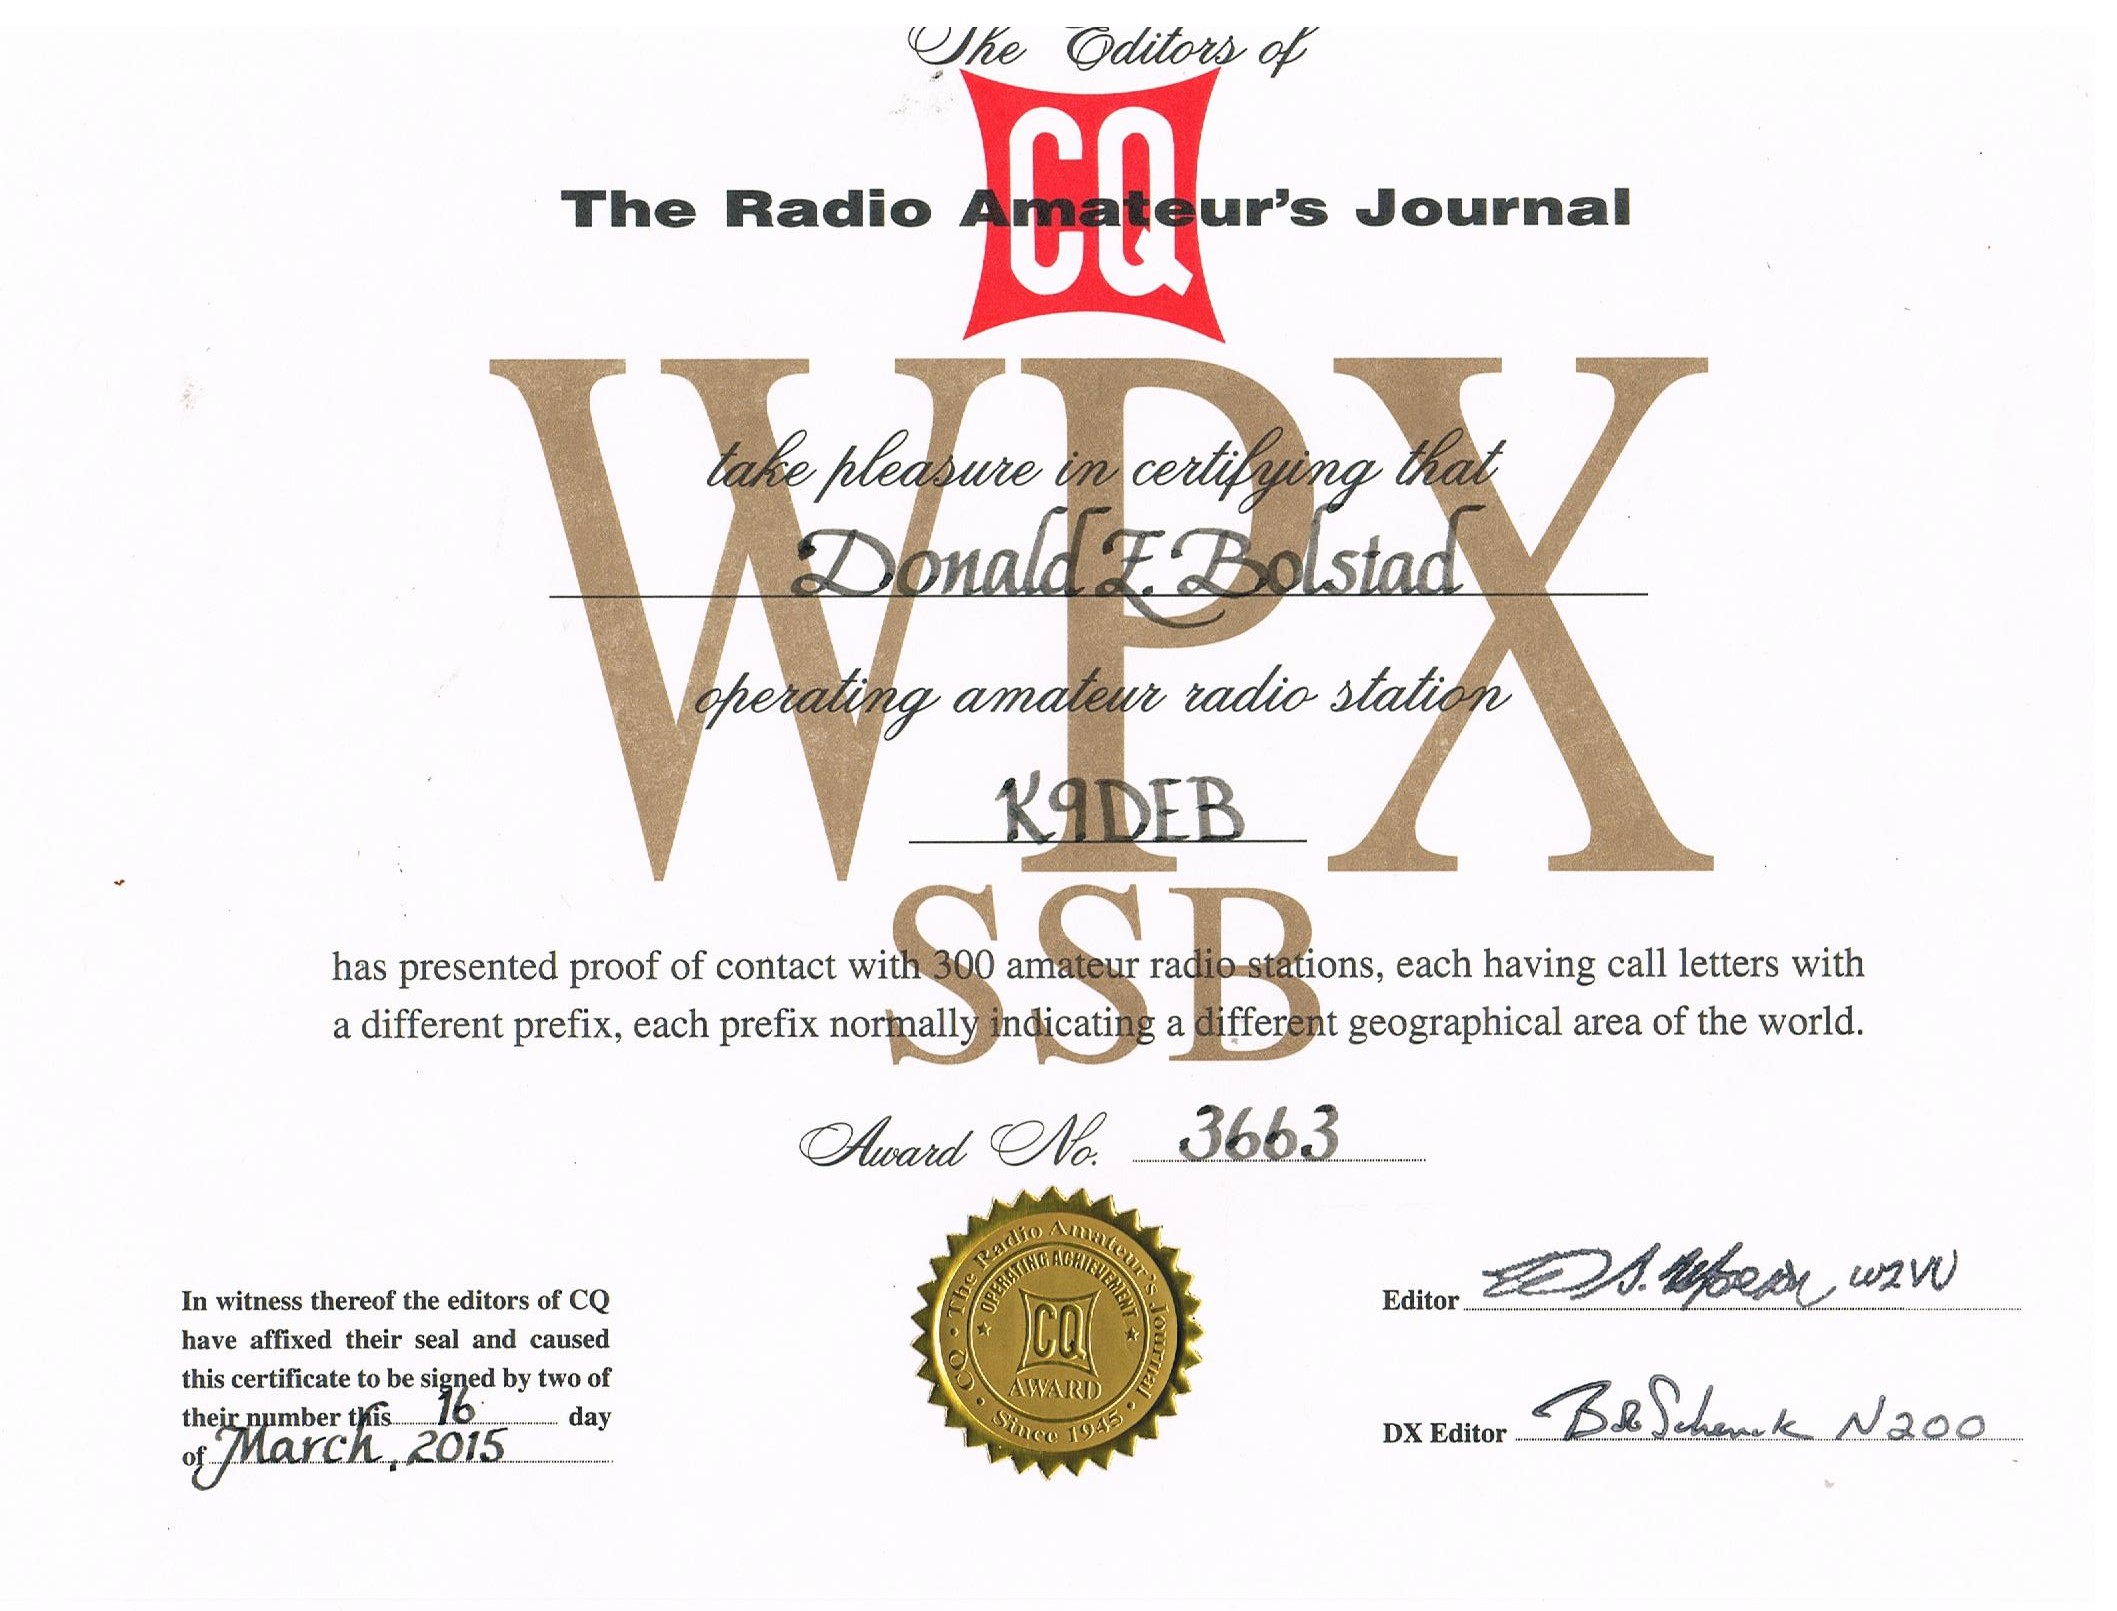 The Editors of
CQ
The Radio Amateur's Journal
WPX
take pleasure in certifying that
Donald E. Bolstad
operating amateur radio station
K9DEB
SSB
has presented proof of contact with 300 amateur radio stations, each having call letters with
a different prefix, each prefix normally indicating a different geographical area of the world.
Award No. 3663
In witness thereof the editors of CQ
have affixed their seal and caused
this certificate to be signed by two of
their number this 16 day
of March, 2015
CQ • The Radio Amateur's Journal •
OPERATING ACHIEVEMENT
CQ
AWARD
Since 1945
Editor W2VU
DX Editor Schenck N2OO